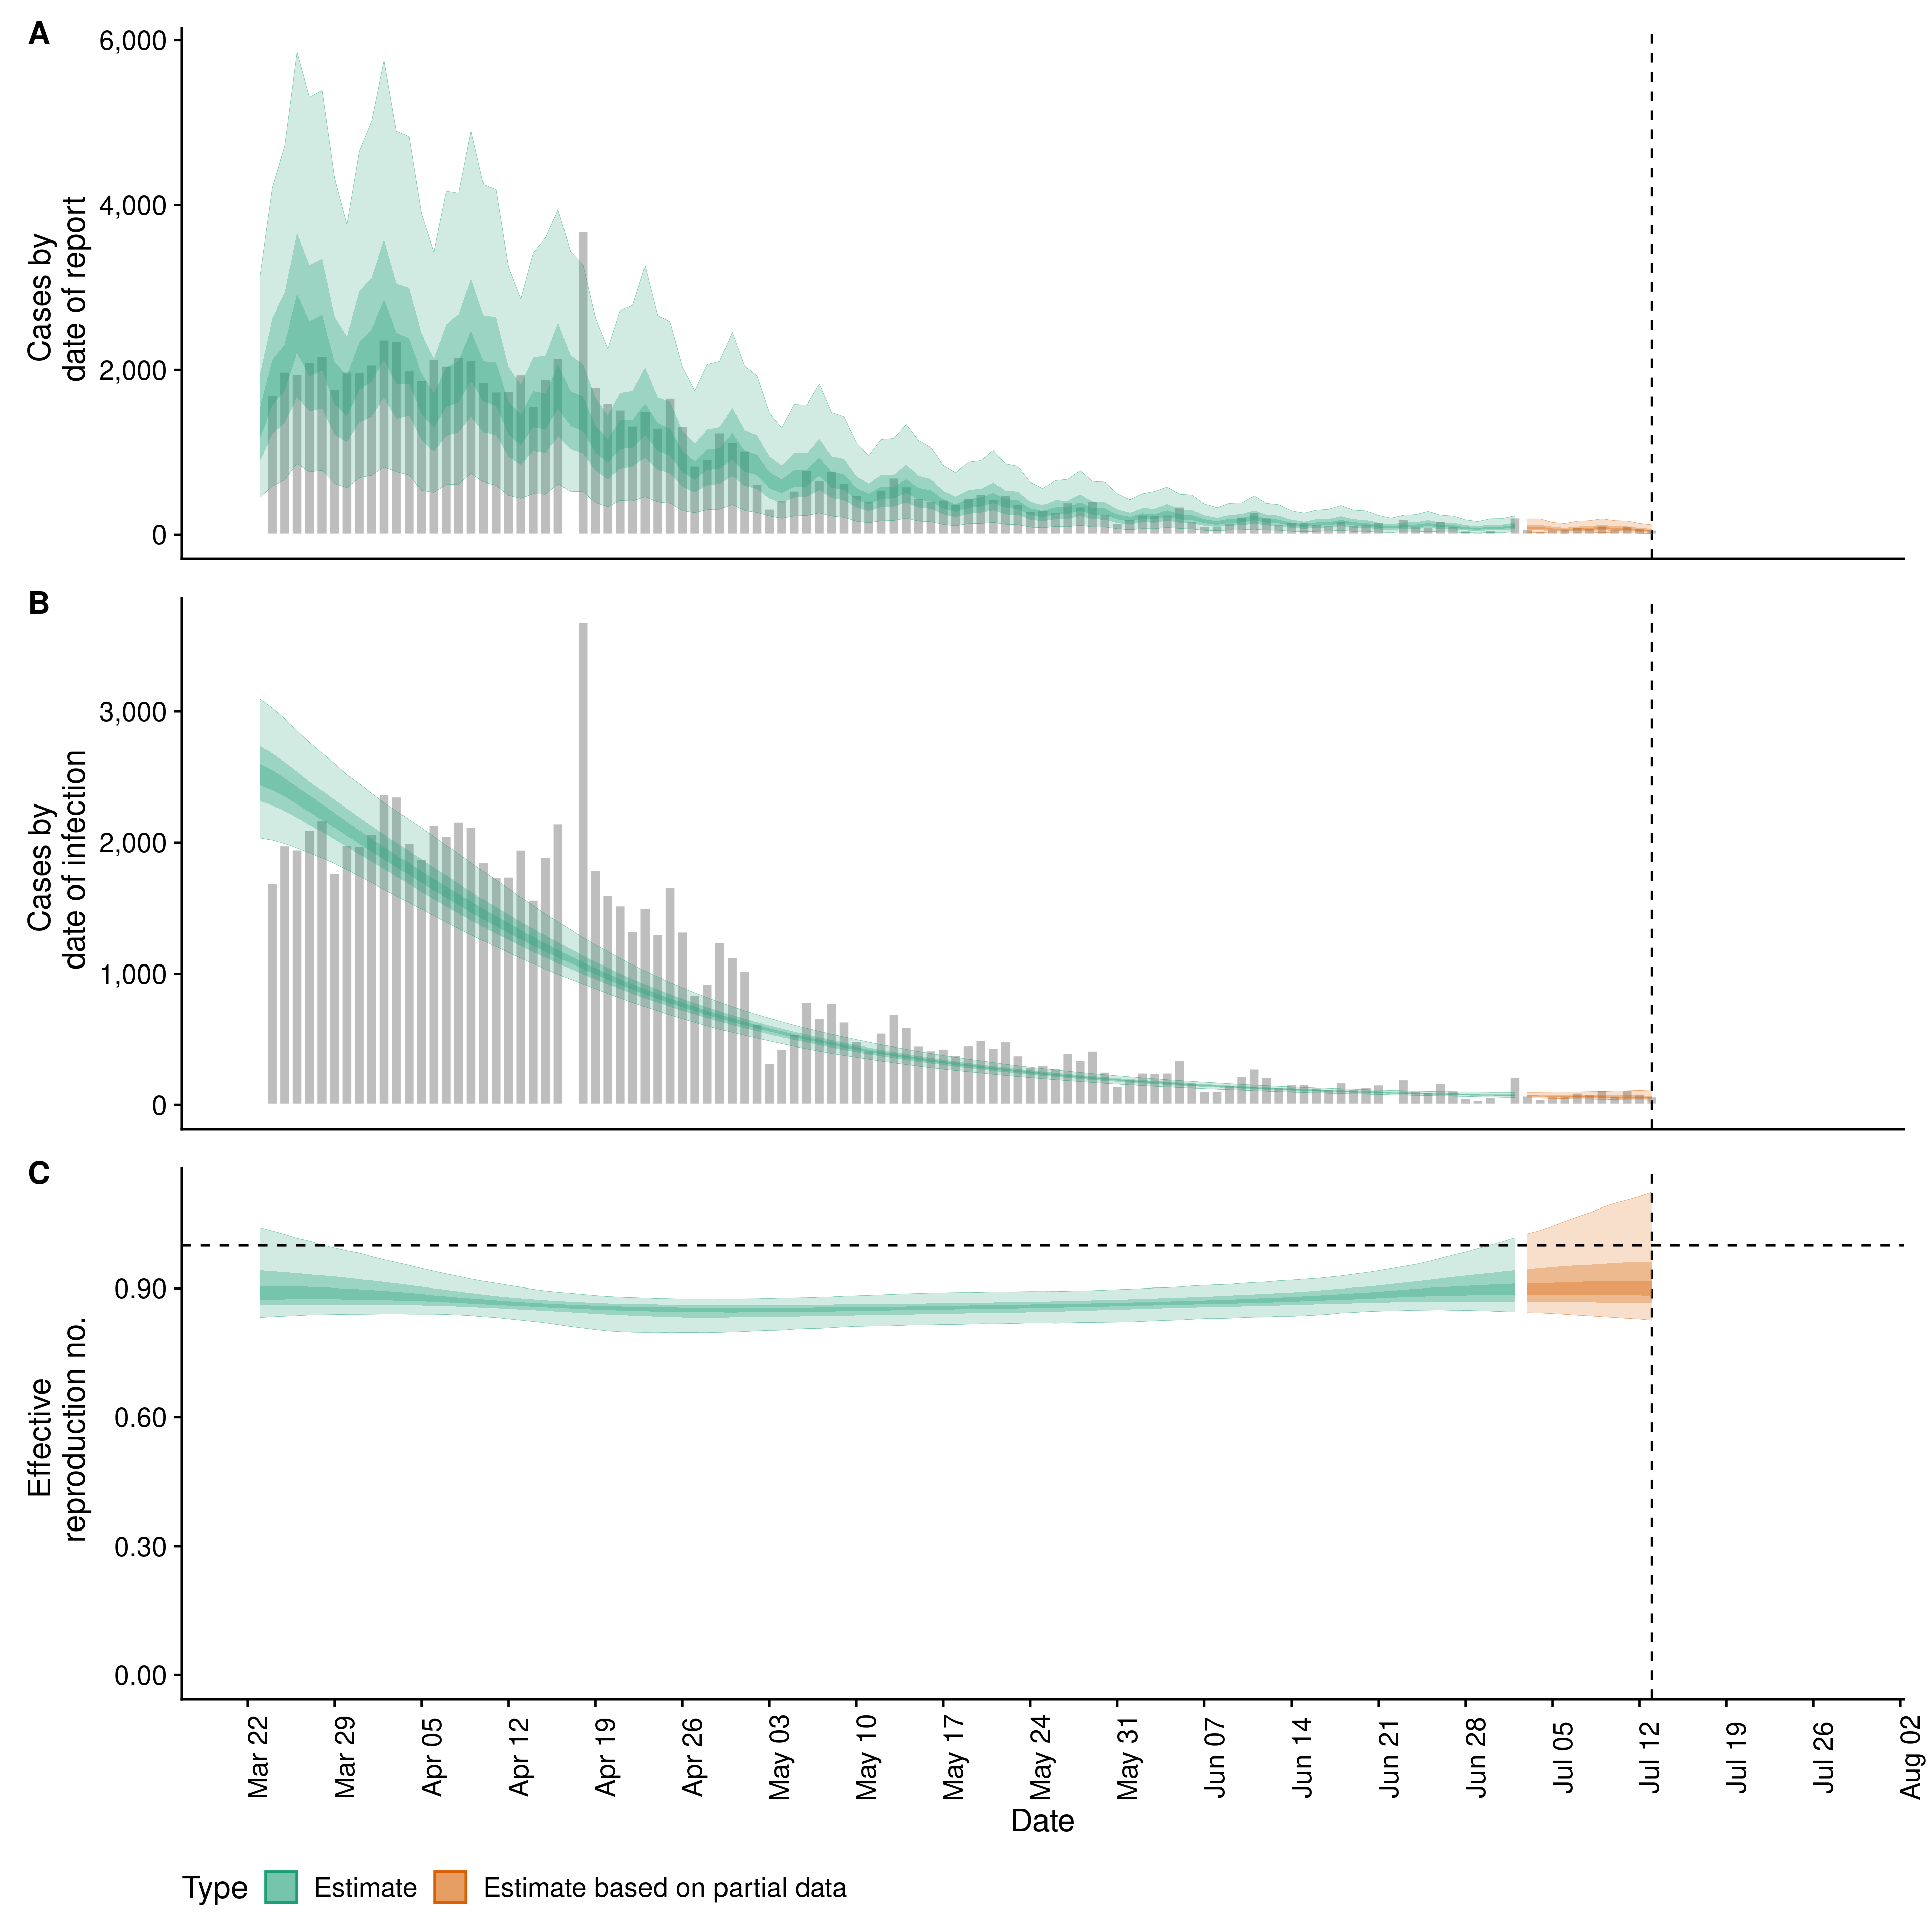 A
Cases by
date of report
6,000
4,000
2,000
0
B
Cases by
date of infection
3,000
2,000
1,000
0
C
Effective
reproduction no.
0.90
0.60
0.30
0.00
Mar 22
Mar 29
Apr 05
Apr 12
Apr 19
Apr 26
May 03
May 10
May 17
May 24
May 31
Jun 07
Jun 14
Jun 21
Jun 28
Jul 05
Jul 12
Jul 19
Jul 26
Aug 02
Date
Type Estimate Estimate based on partial data